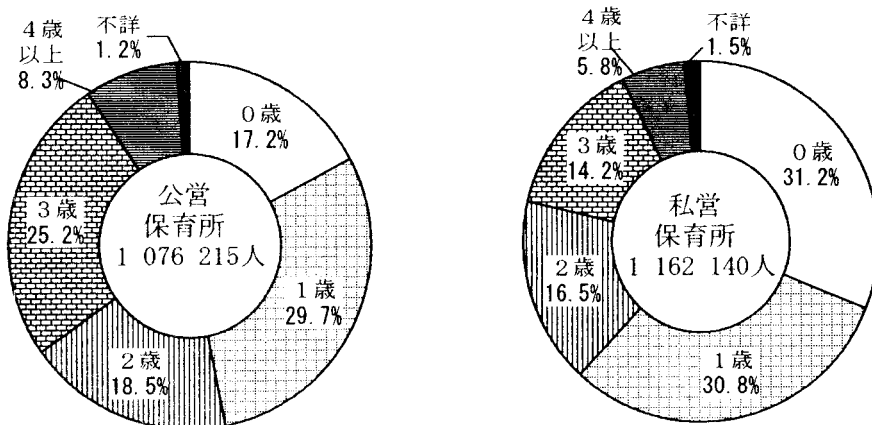 4歳
以上
8.3%
不詳
1.2%
0歳
17.2%
1歳
29.7%
2歳
18.5%
3歳
25.2%
公営
保育所
1 076 215人
4歳
以上
5.8%
不詳
1.5%
0歳
31.2%
1歳
30.8%
2歳
16.5%
3歳
14.2%
私営
保育所
1 162 140人